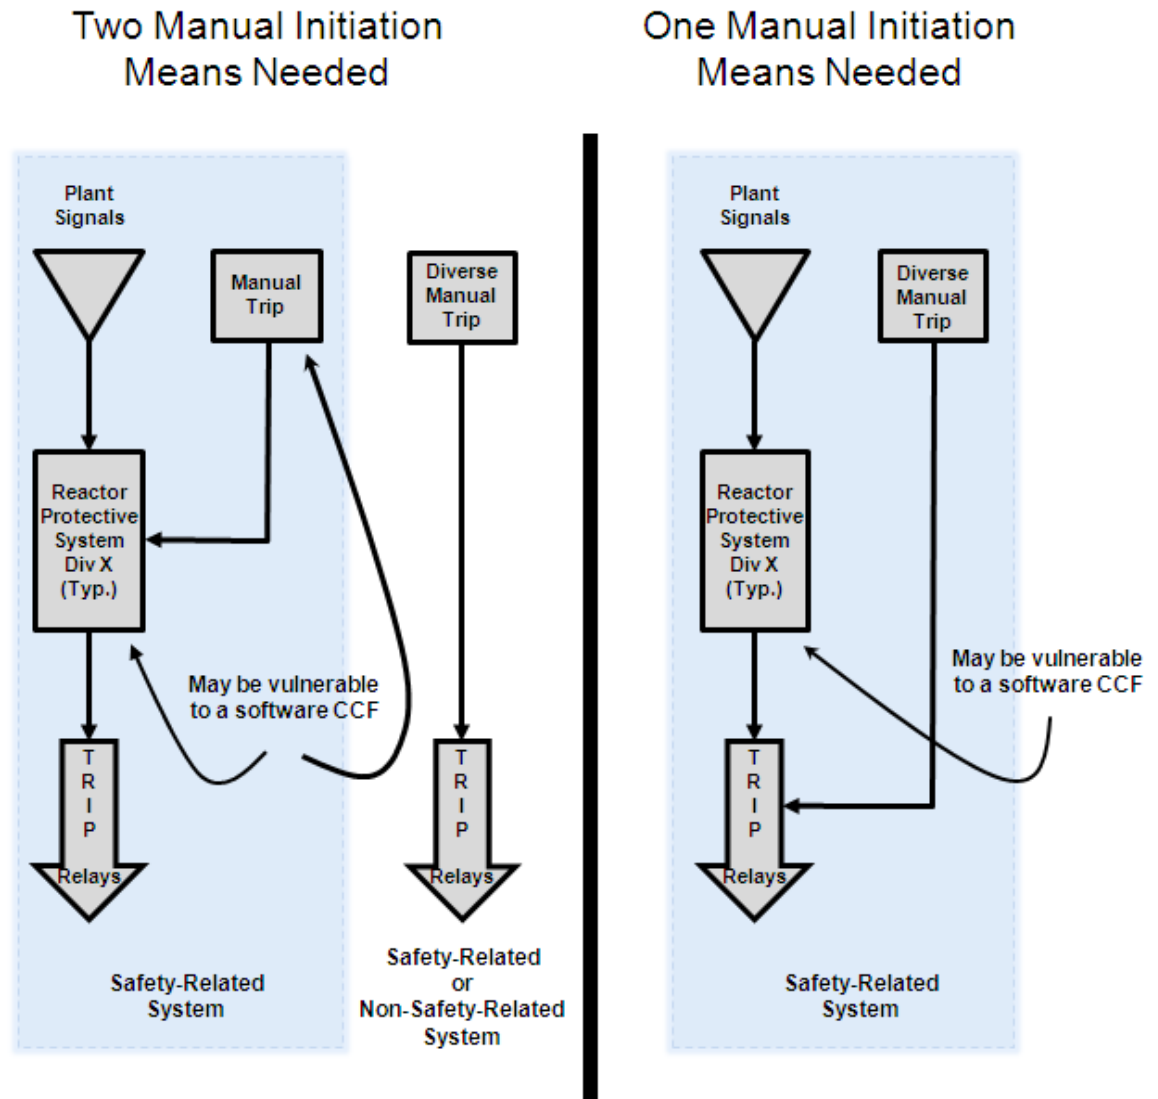 Two Manual Initiation
Means Needed
One Manual Initiation
Means Needed
Plant
Signals
Manual
Trip
Diverse
Manual
Trip
Reactor
Protective
System
Div X
(Typ.)
May be vulnerable
to a software CCF
T
R
I
P
Relays
T
R
I
P
Relays
Safety-Related
System
Safety-Related
or
Non-Safety-Related
System
Plant
Signals
Diverse
Manual
Trip
Reactor
Protective
System
Div X
(Typ.)
May be vulnerable
to a software CCF
T
R
I
P
Relays
Safety-Related
System